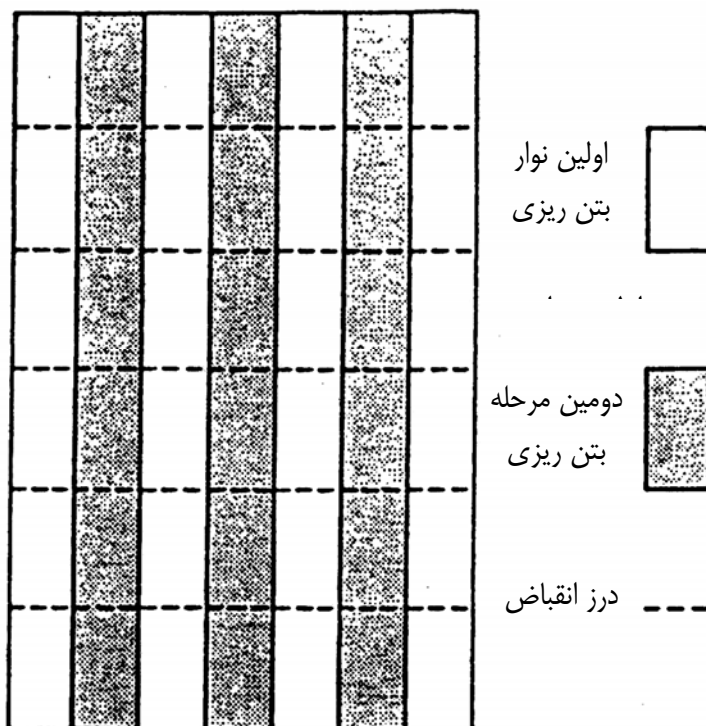 اولین نوار
بتن ریزی
دومین مرحله
بتن ریزی
درز انقباض